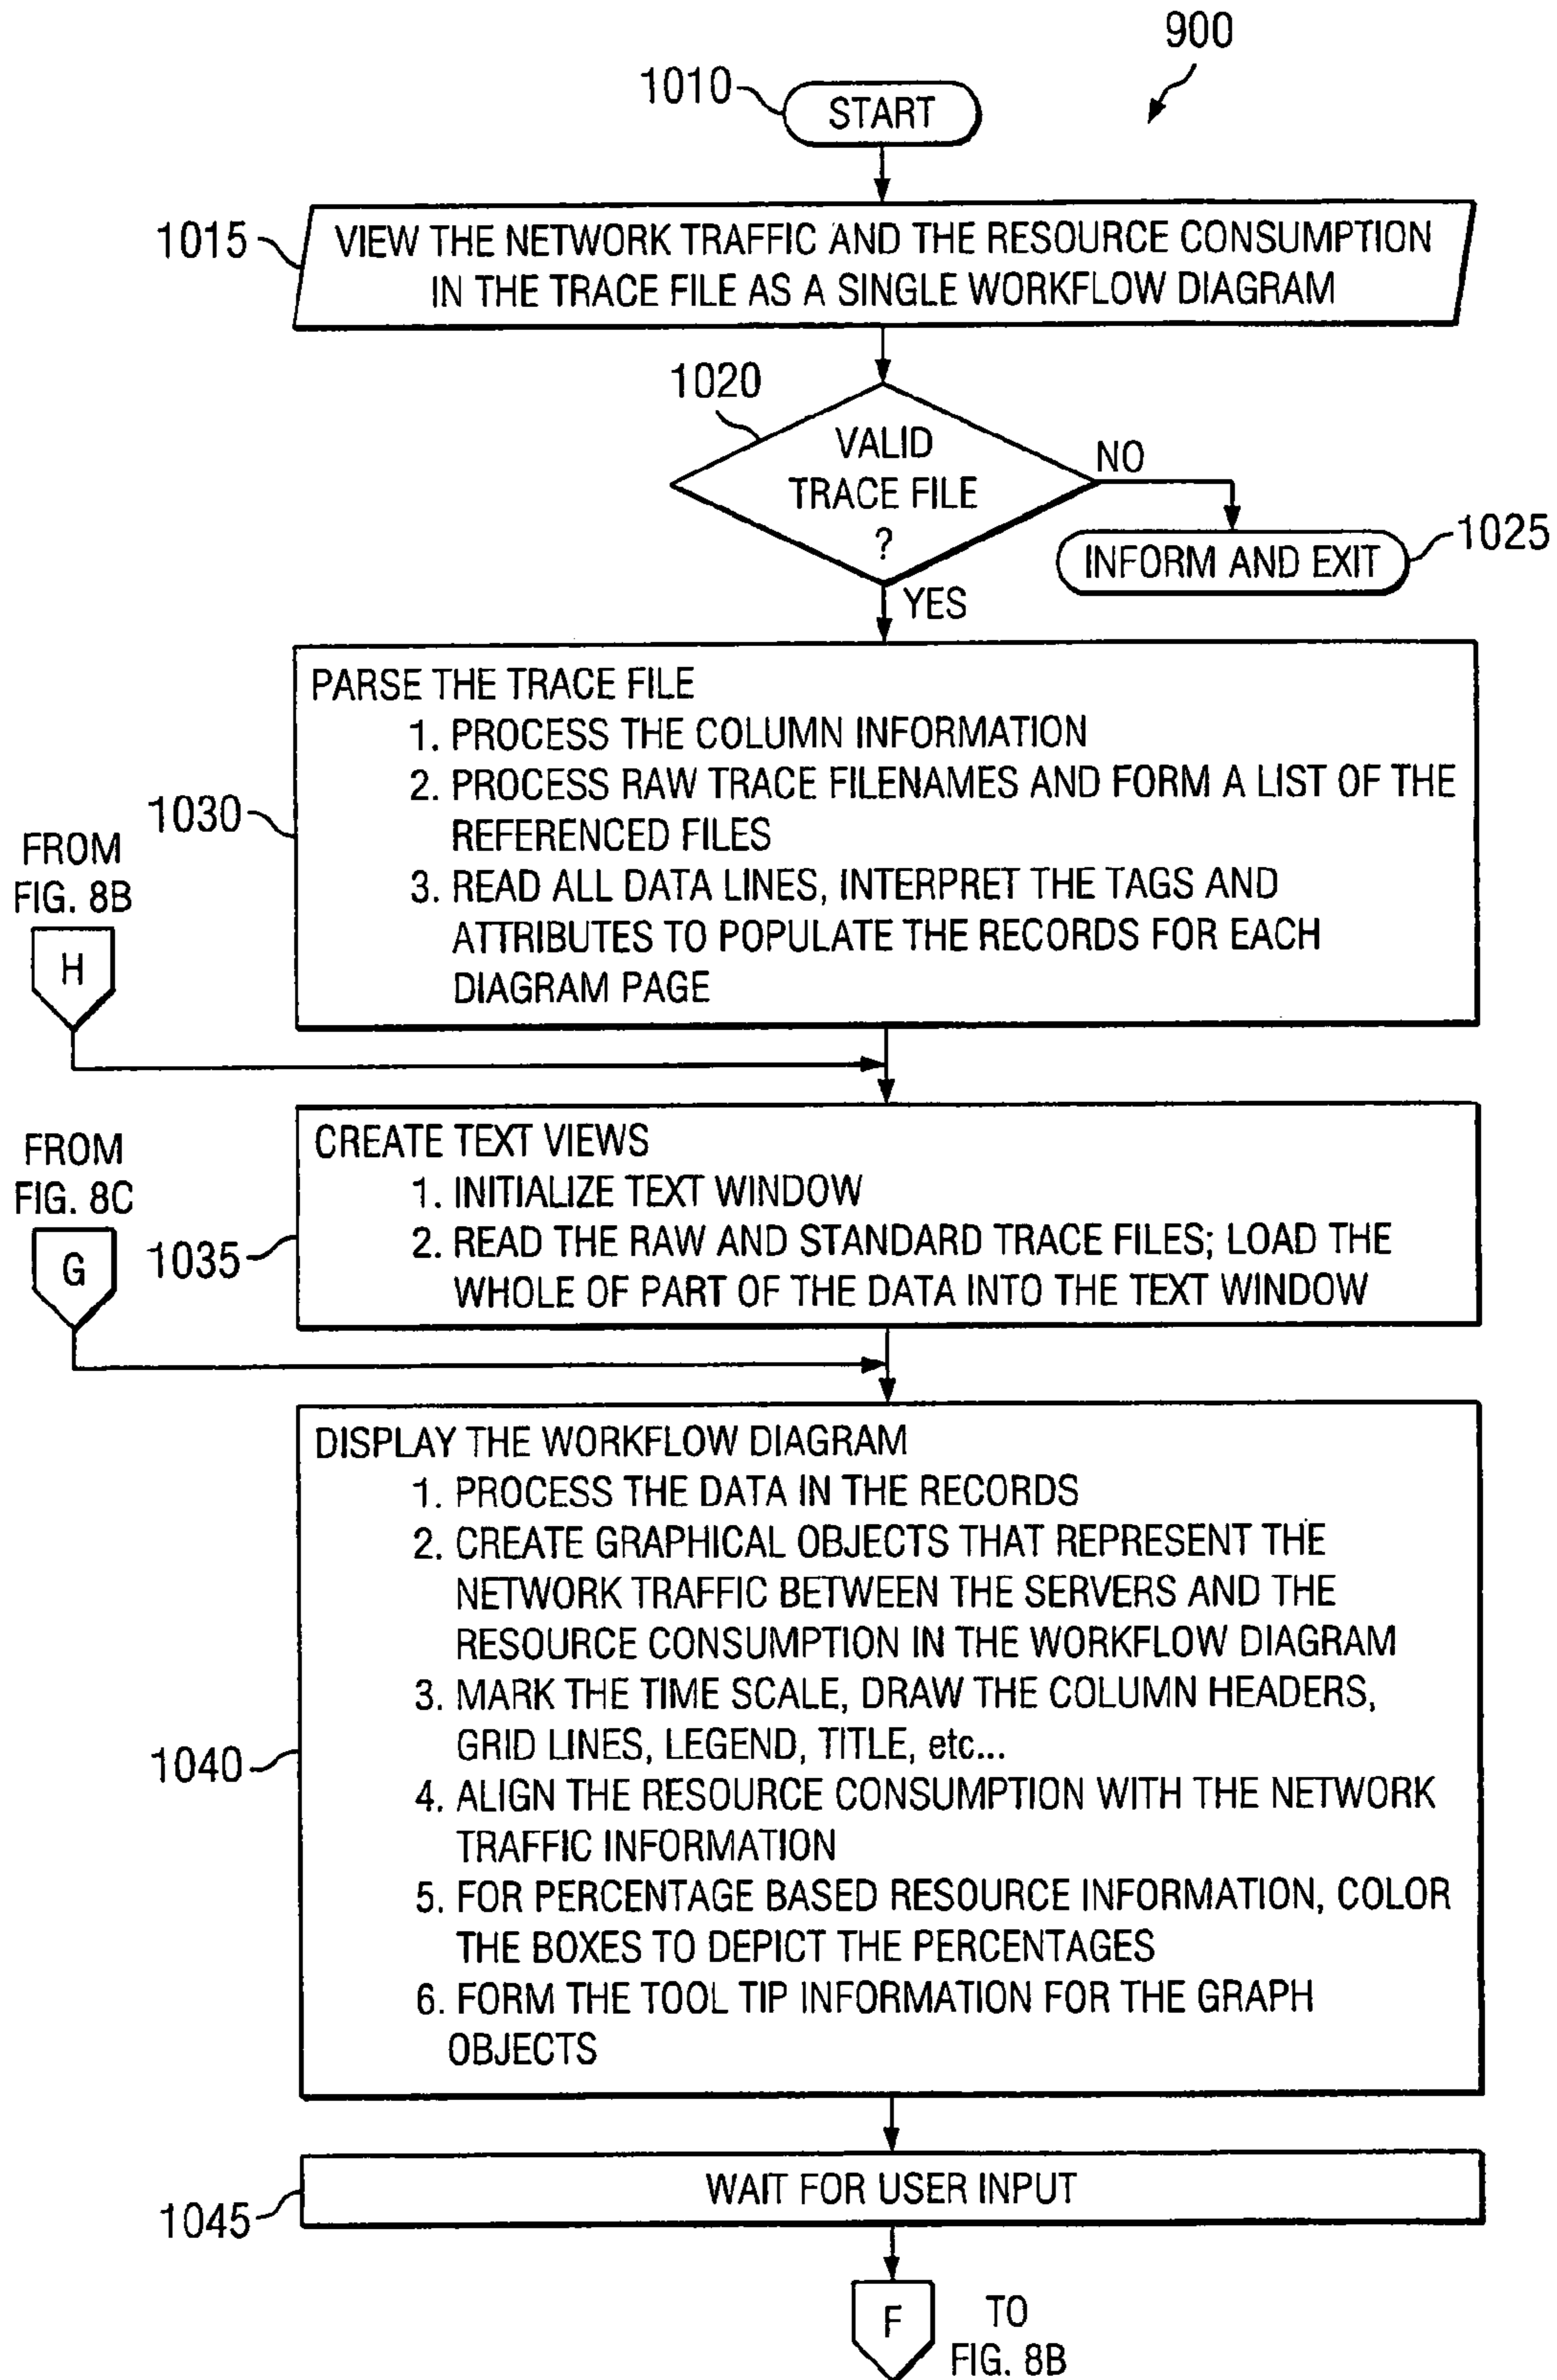 900
1010
START
1015
VIEW THE NETWORK TRAFFIC AND THE RESOURCE CONSUMPTION
IN THE TRACE FILE AS A SINGLE WORKFLOW DIAGRAM
1020
VALID
TRACE FILE
?
NO
1025
INFORM AND EXIT
YES
1030
PARSE THE TRACE FILE
1. PROCESS THE COLUMN INFORMATION
2. PROCESS RAW TRACE FILENAMES AND FORM A LIST OF THE
REFERENCED FILES
3. READ ALL DATA LINES, INTERPRET THE TAGS AND
ATTRIBUTES TO POPULATE THE RECORDS FOR EACH
DIAGRAM PAGE
FROM
FIG. 8B
H
1035
CREATE TEXT VIEWS
1. INITIALIZE TEXT WINDOW
2. READ THE RAW AND STANDARD TRACE FILES; LOAD THE
WHOLE OF PART OF THE DATA INTO THE TEXT WINDOW
FROM
FIG. 8C
G
1040
DISPLAY THE WORKFLOW DIAGRAM
1. PROCESS THE DATA IN THE RECORDS
2. CREATE GRAPHICAL OBJECTS THAT REPRESENT THE
NETWORK TRAFFIC BETWEEN THE SERVERS AND THE
RESOURCE CONSUMPTION IN THE WORKFLOW DIAGRAM
3. MARK THE TIME SCALE, DRAW THE COLUMN HEADERS,
GRID LINES, LEGEND, TITLE, etc...
4. ALIGN THE RESOURCE CONSUMPTION WITH THE NETWORK
TRAFFIC INFORMATION
5. FOR PERCENTAGE BASED RESOURCE INFORMATION, COLOR
THE BOXES TO DEPICT THE PERCENTAGES
6. FORM THE TOOL TIP INFORMATION FOR THE GRAPH
OBJECTS
1045
WAIT FOR USER INPUT
F
TO
FIG. 8B